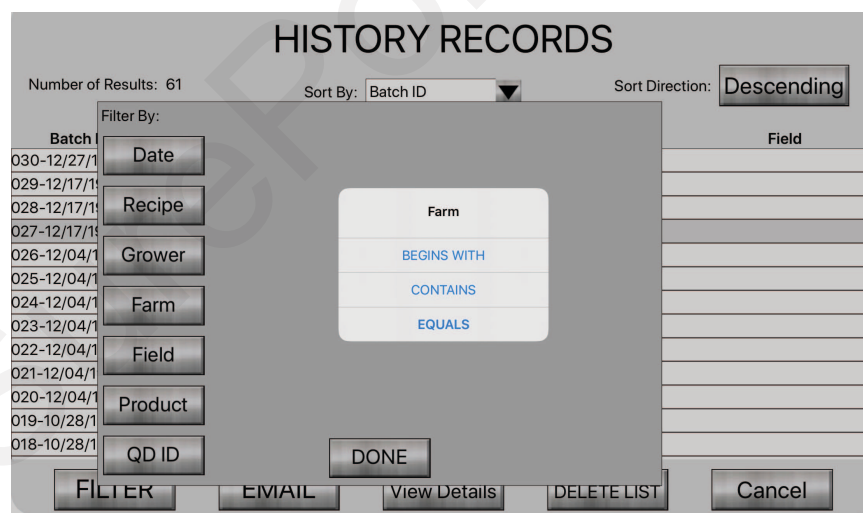 HISTORY RECORDS
Number of Results: 61
Sort By: Batch ID
Sort Direction: Descending
Filter By:
Batch
Field
030-12/27/1
029-12/17/1
028-12/17/1
027-12/17/1
026-12/04/1
025-12/04/1
024-12/04/1
023-12/04/1
022-12/04/1
021-12/04/1
020-12/04/1
019-10/28/1
018-10/28/1
Date
Recipe
Grower
Farm
Field
Product
QD ID
Farm
BEGINS WITH
CONTAINS
EQUALS
DONE
FILTER EMAIL View Details DELETE LIST Cancel